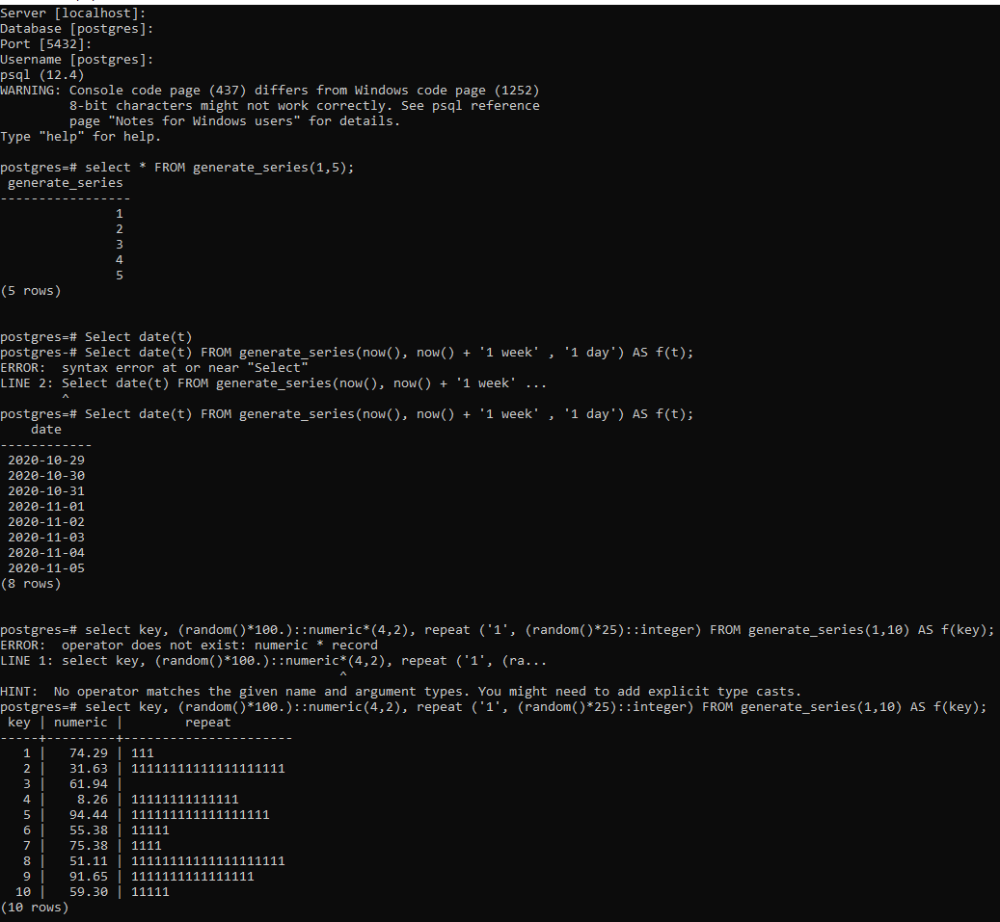 Server [localhost]:
Database [postgres]:
Port [5432]:
Username [postgres]:
psql (12.4)
WARNING: Console code page (437) differs from Windows code page (1252)
         8-bit characters might not work correctly. See psql reference
         page "Notes for Windows users" for details.
Type "help" for help.

postgres=# select * FROM generate_series(1,5);
 generate_series
-----------------
               1
               2
               3
               4
               5
(5 rows)


postgres=# Select date(t)
postgres-# Select date(t) FROM generate_series(now(), now() + '1 week' , '1 day') AS f(t);
ERROR:  syntax error at or near "Select"
LINE 2: Select date(t) FROM generate_series(now(), now() + '1 week' ...
        ^
postgres=# Select date(t) FROM generate_series(now(), now() + '1 week' , '1 day') AS f(t);
    date
------------
 2020-10-29
 2020-10-30
 2020-10-31
 2020-11-01
 2020-11-02
 2020-11-03
 2020-11-04
 2020-11-05
(8 rows)


postgres=# select key, (random()*100.)::numeric*(4,2), repeat ('1', (random()*25)::integer) FROM generate_series(1,10) AS f(key);
ERROR:  operator does not exist: numeric * record
LINE 1: select key, (random()*100.)::numeric*(4,2), repeat ('1', (ra...
                                            ^
HINT:  No operator matches the given name and argument types. You might need to add explicit type casts.
postgres=# select key, (random()*100.)::numeric(4,2), repeat ('1', (random()*25)::integer) FROM generate_series(1,10) AS f(key);
 key | numeric |        repeat
-----+---------+----------------------
   1 |   74.29 | 111
   2 |   31.63 | 11111111111111111111
   3 |   61.94 |
   4 |    8.26 | 11111111111111
   5 |   94.44 | 111111111111111111
   6 |   55.38 | 11111
   7 |   75.38 | 1111
   8 |   51.11 | 11111111111111111111
   9 |   91.65 | 1111111111111111
  10 |   59.30 | 11111
(10 rows)